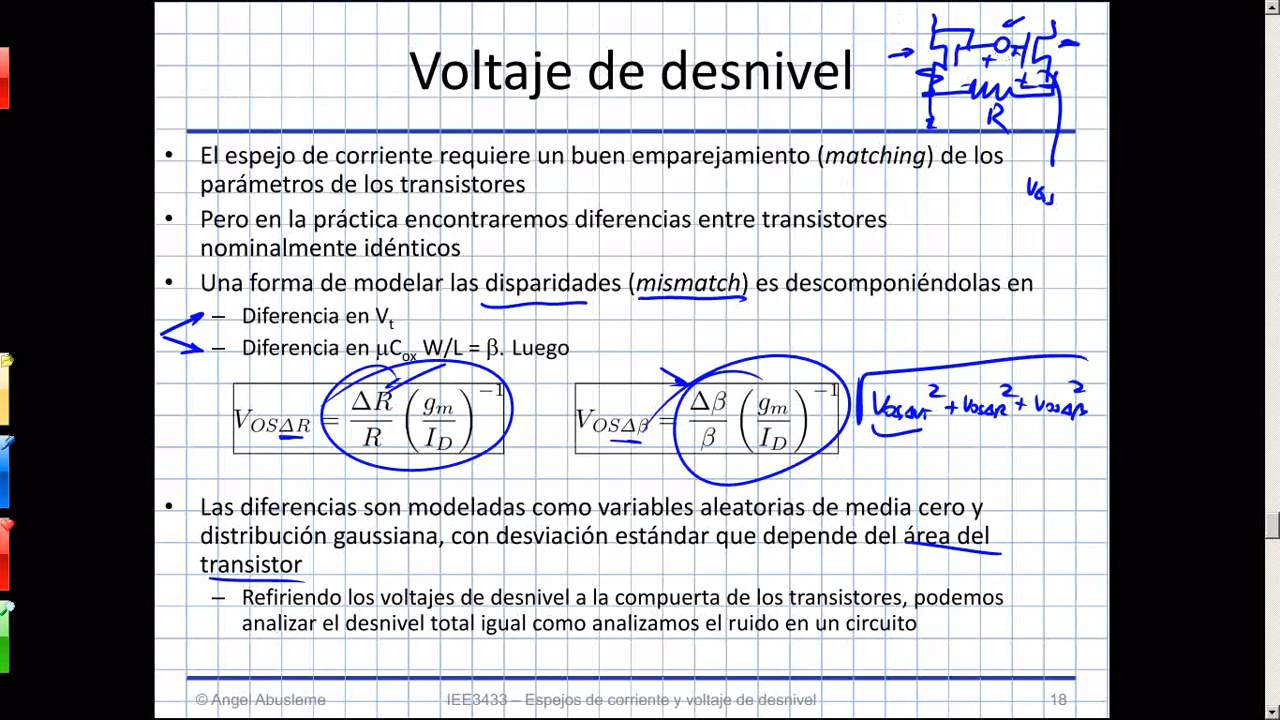 Voltaje de desnivel
R
VGS
• El espejo de corriente requiere un buen emparejamiento (matching) de los
parámetros de los transistores
• Pero en la práctica encontraremos diferencias entre transistores
nominalmente idénticos
• Una forma de modelar las disparidades (mismatch) es descomponiéndolas en
– Diferencia en Vt
– Diferencia en μCox W/L = β. Luego
VOSΔR = ΔR/R (gm/ID)^−1
VOSΔβ = Δβ/β (gm/ID)^−1
VOSΔVT² + VOSΔR² + VOSΔβ²
• Las diferencias son modeladas como variables aleatorias de media cero y
distribución gaussiana, con desviación estándar que depende del área del
transistor
– Refiriendo los voltajes de desnivel a la compuerta de los transistores, podemos
analizar el desnivel total igual como analizamos el ruido en un circuito
© Angel Abusleme
IEE3433 – Espejos de corriente y voltaje de desnivel
18